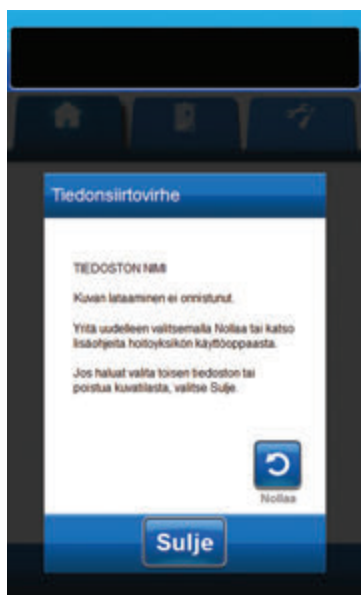 Tiedonsiirtovirhe
TIEDOSTON NIMI
Kuvan lataaminen ei onnistunut.
Yritä uudelleen valitsemalla Nollaa tai katso
lisäohjeita hoitoyksikön käyttöoppaasta.
Jos haluat valita toisen tiedoston tai
poistua kuvatilasta, valitse Sulje.
Nollaa
Sulje